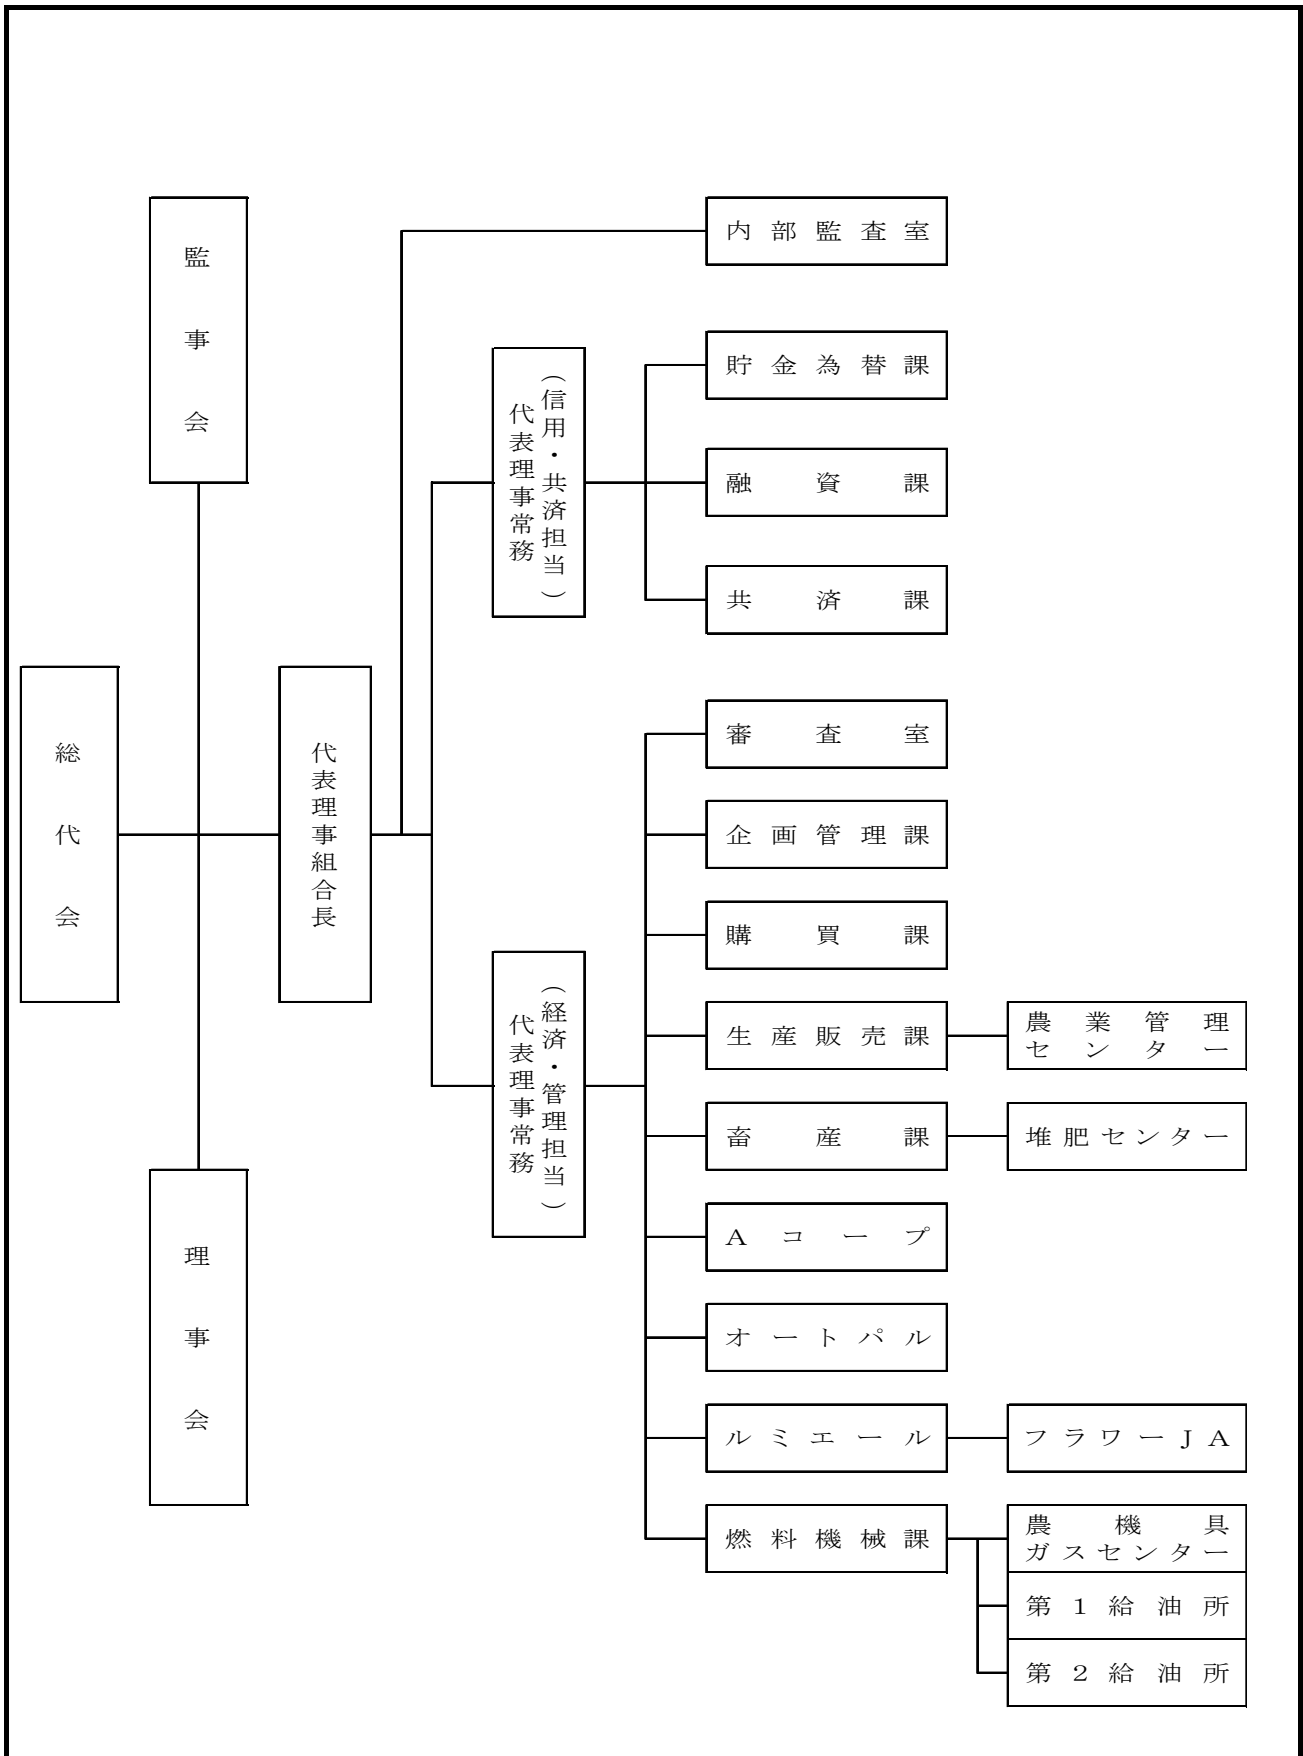 監事会
総代会
理事会
代表理事組合長
（信用・共済担当）
代表理事常務
（経済・管理担当）
代表理事常務
内部監査室
貯金為替課
融資課
共済課
審査室
企画管理課
購買課
生産販売課
農業管理
センター
畜産課
堆肥センター
Aコープ
オートパル
ルミエール
フラワーJA
燃料機械課
農機具
ガスセンター
第1給油所
第2給油所